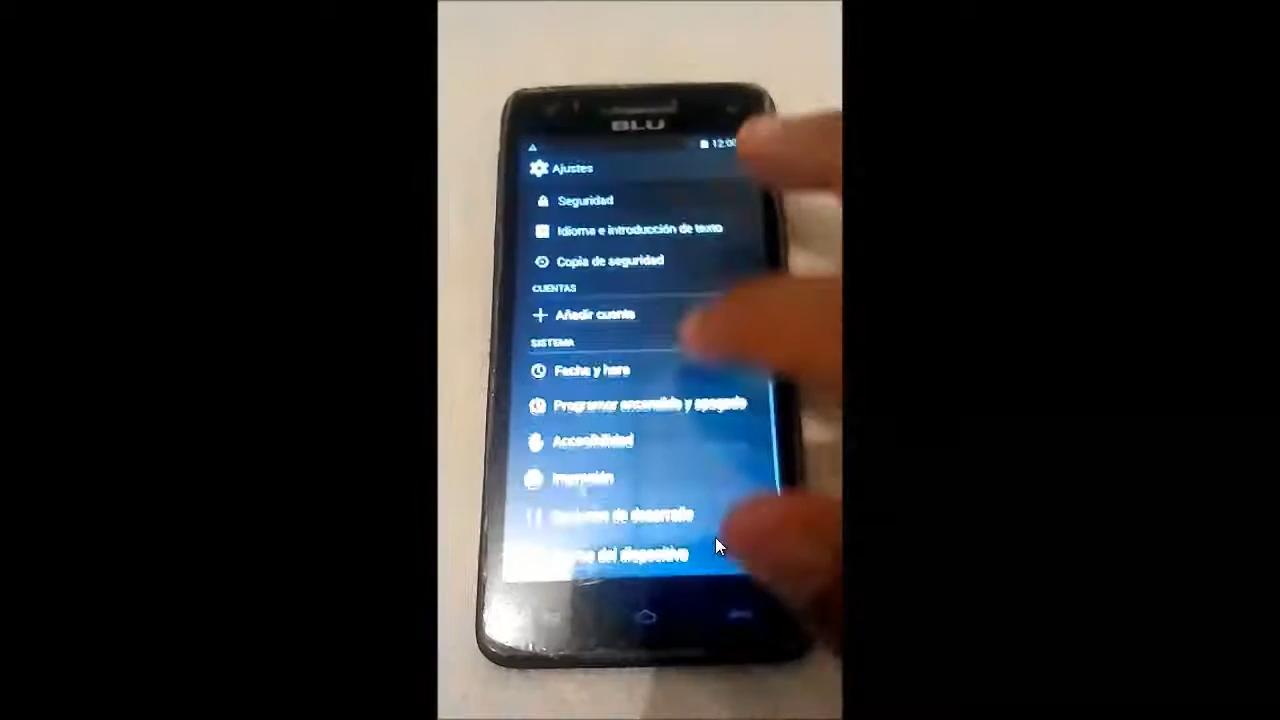 BLU
12:00
Ajustes
Seguridad
Idioma e introducción de texto
Copia de seguridad
CUENTAS
Añadir cuenta
SISTEMA
Fecha y hora
Programar encendido y apagado
Accesibilidad
Impresión
de desarrollo
del dispositivo